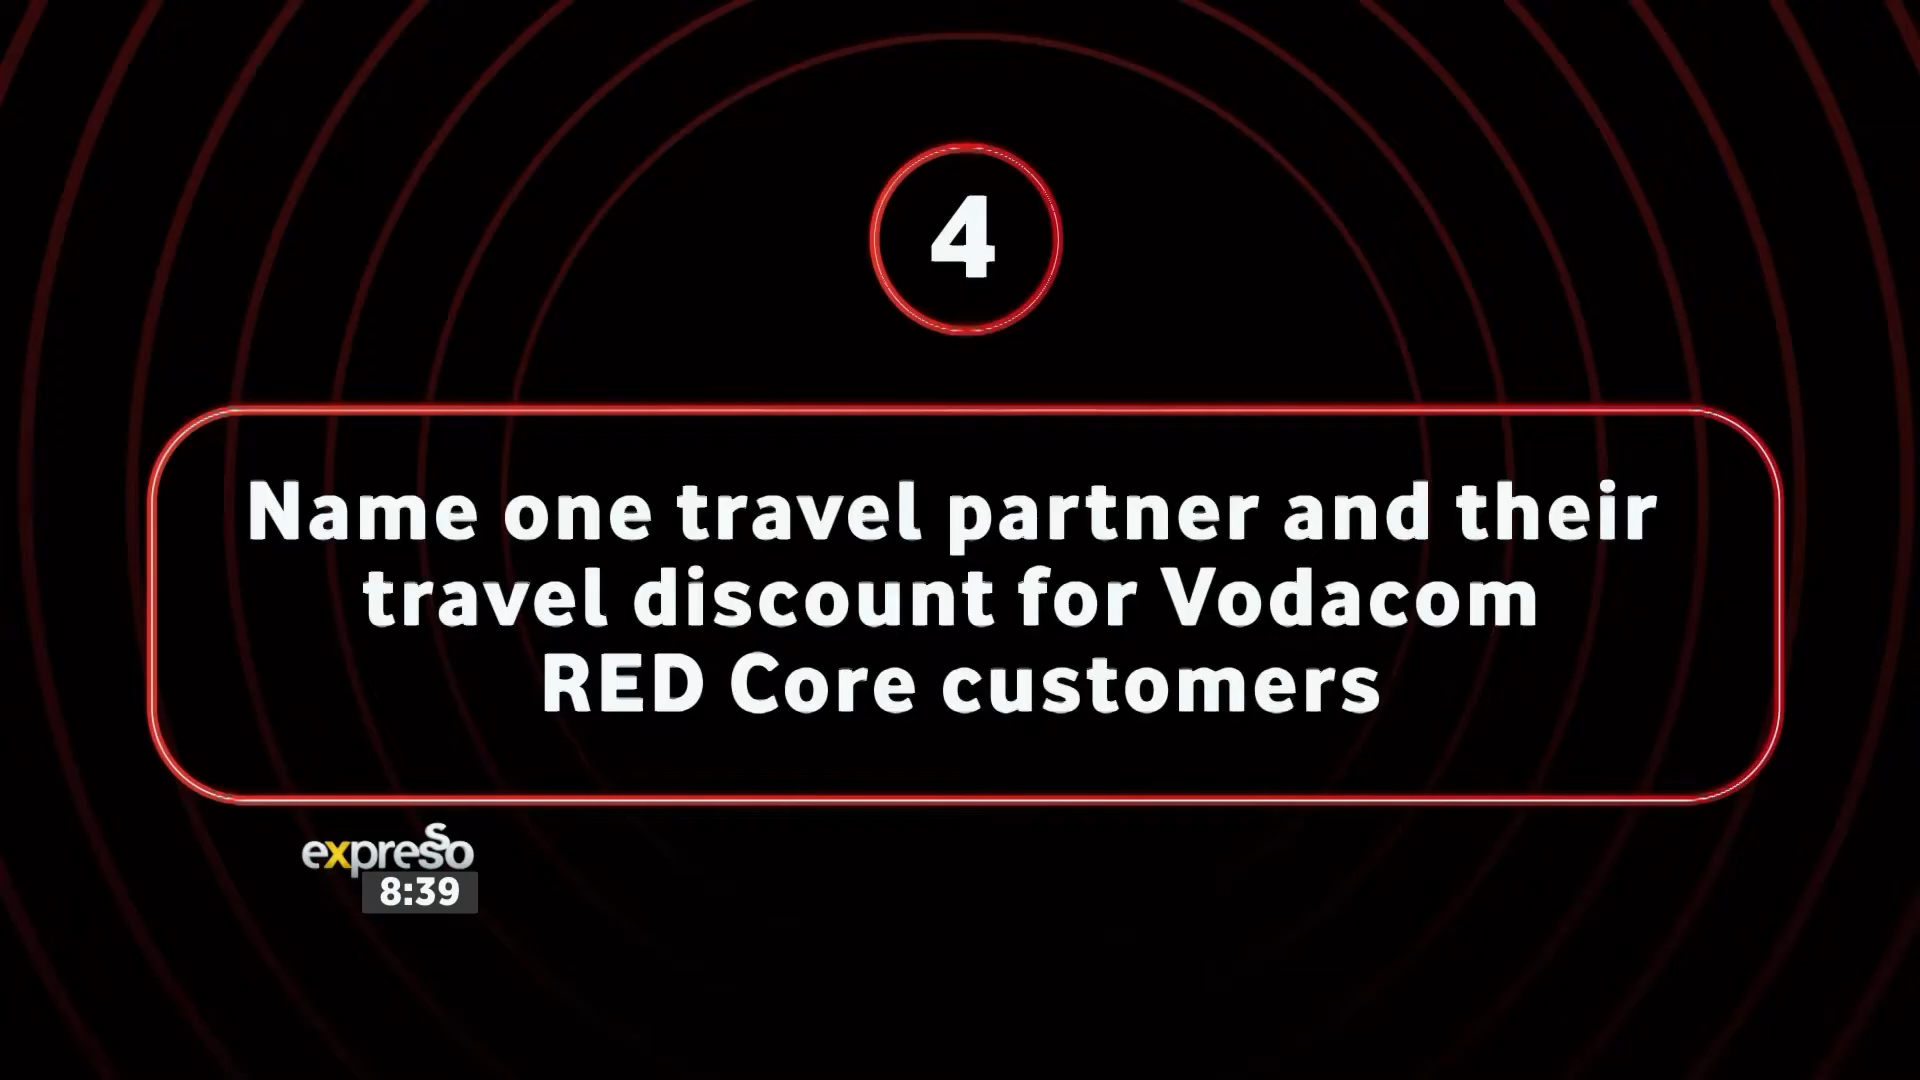 4
Name one travel partner and their
travel discount for Vodacom
RED Core customers
expresso
8:39